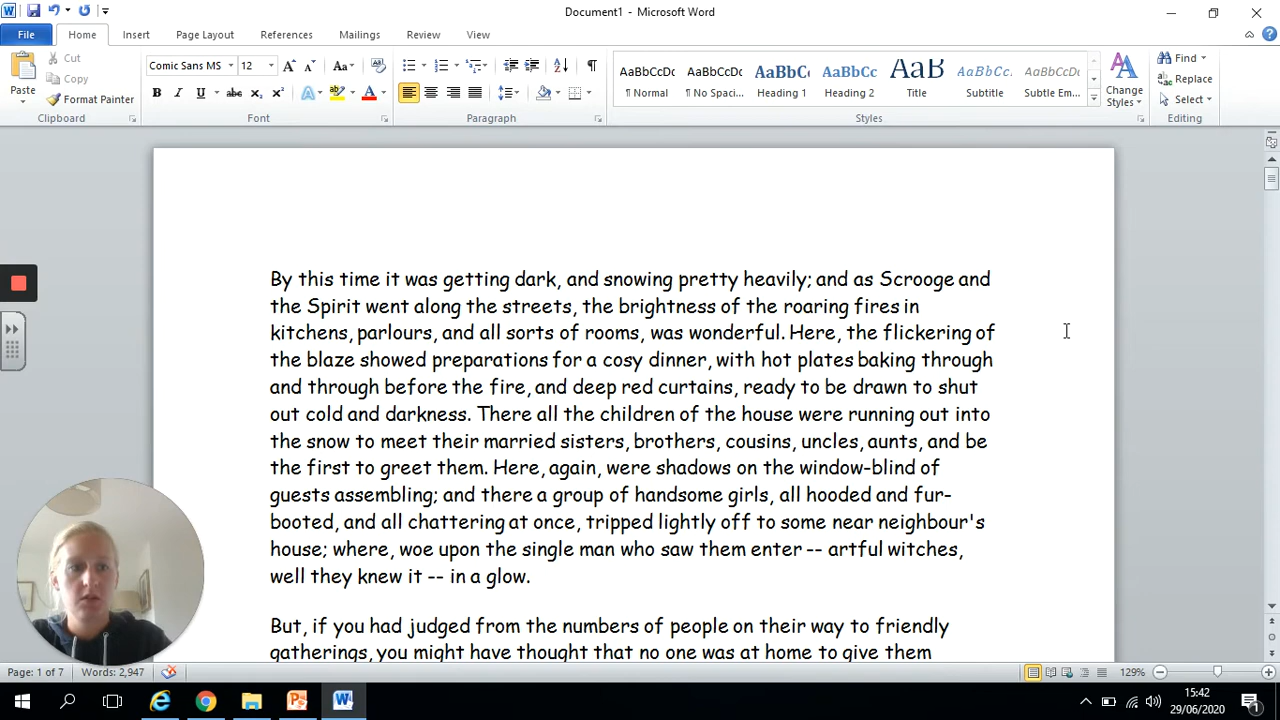 Document1 - Microsoft Word
File Home Insert Page Layout References Mailings Review View
Paste
Cut
Copy
Format Painter
Clipboard
Comic Sans MS 12
Font
Paragraph
AaBbCcDc AaBbCcDc AaBbC AaBbCc AaB AaBbCcL AaBbCcDc
¶ Normal ¶ No Spaci... Heading 1 Heading 2 Title Subtitle Subtle Em...
Styles
Change Styles
Find
Replace
Select
Editing
By this time it was getting dark, and snowing pretty heavily; and as Scrooge and
the Spirit went along the streets, the brightness of the roaring fires in
kitchens, parlours, and all sorts of rooms, was wonderful. Here, the flickering of
the blaze showed preparations for a cosy dinner, with hot plates baking through
and through before the fire, and deep red curtains, ready to be drawn to shut
out cold and darkness. There all the children of the house were running out into
the snow to meet their married sisters, brothers, cousins, uncles, aunts, and be
the first to greet them. Here, again, were shadows on the window-blind of
guests assembling; and there a group of handsome girls, all hooded and fur-
booted, and all chattering at once, tripped lightly off to some near neighbour's
house; where, woe upon the single man who saw them enter -- artful witches,
well they knew it -- in a glow.
But, if you had judged from the numbers of people on their way to friendly
gatherings, you might have thought that no one was at home to give them
Page: 1 of 7 Words: 2,947
129%
15:42
29/06/2020